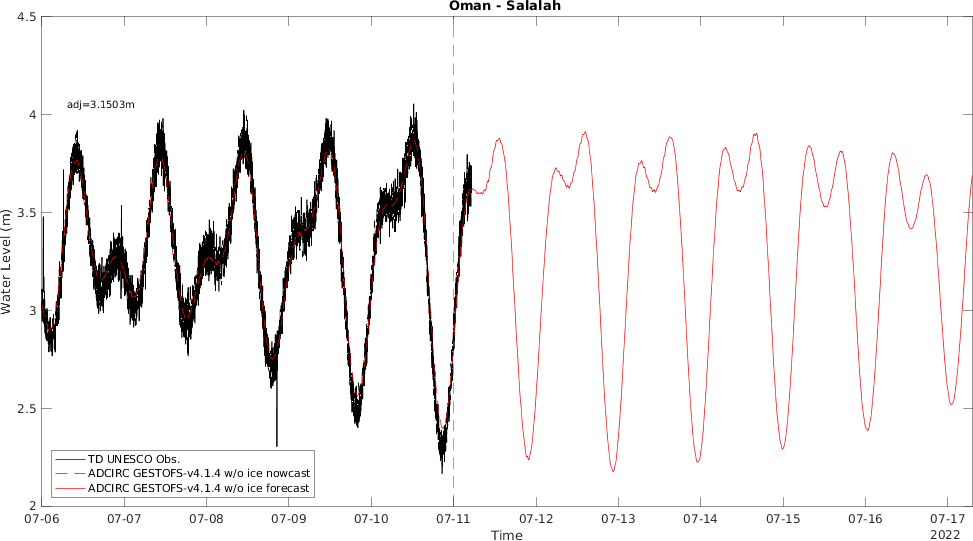 Oman - Salalah
4.5
4
3.5
3
2.5
2
Water Level (m)
adj=3.1503m
TD UNESCO Obs.
ADCIRC GESTOFS-v4.1.4 w/o ice nowcast
ADCIRC GESTOFS-v4.1.4 w/o ice forecast
07-06 07-07 07-08 07-09 07-10 07-11 07-12 07-13 07-14 07-15 07-16 07-17
Time
2022